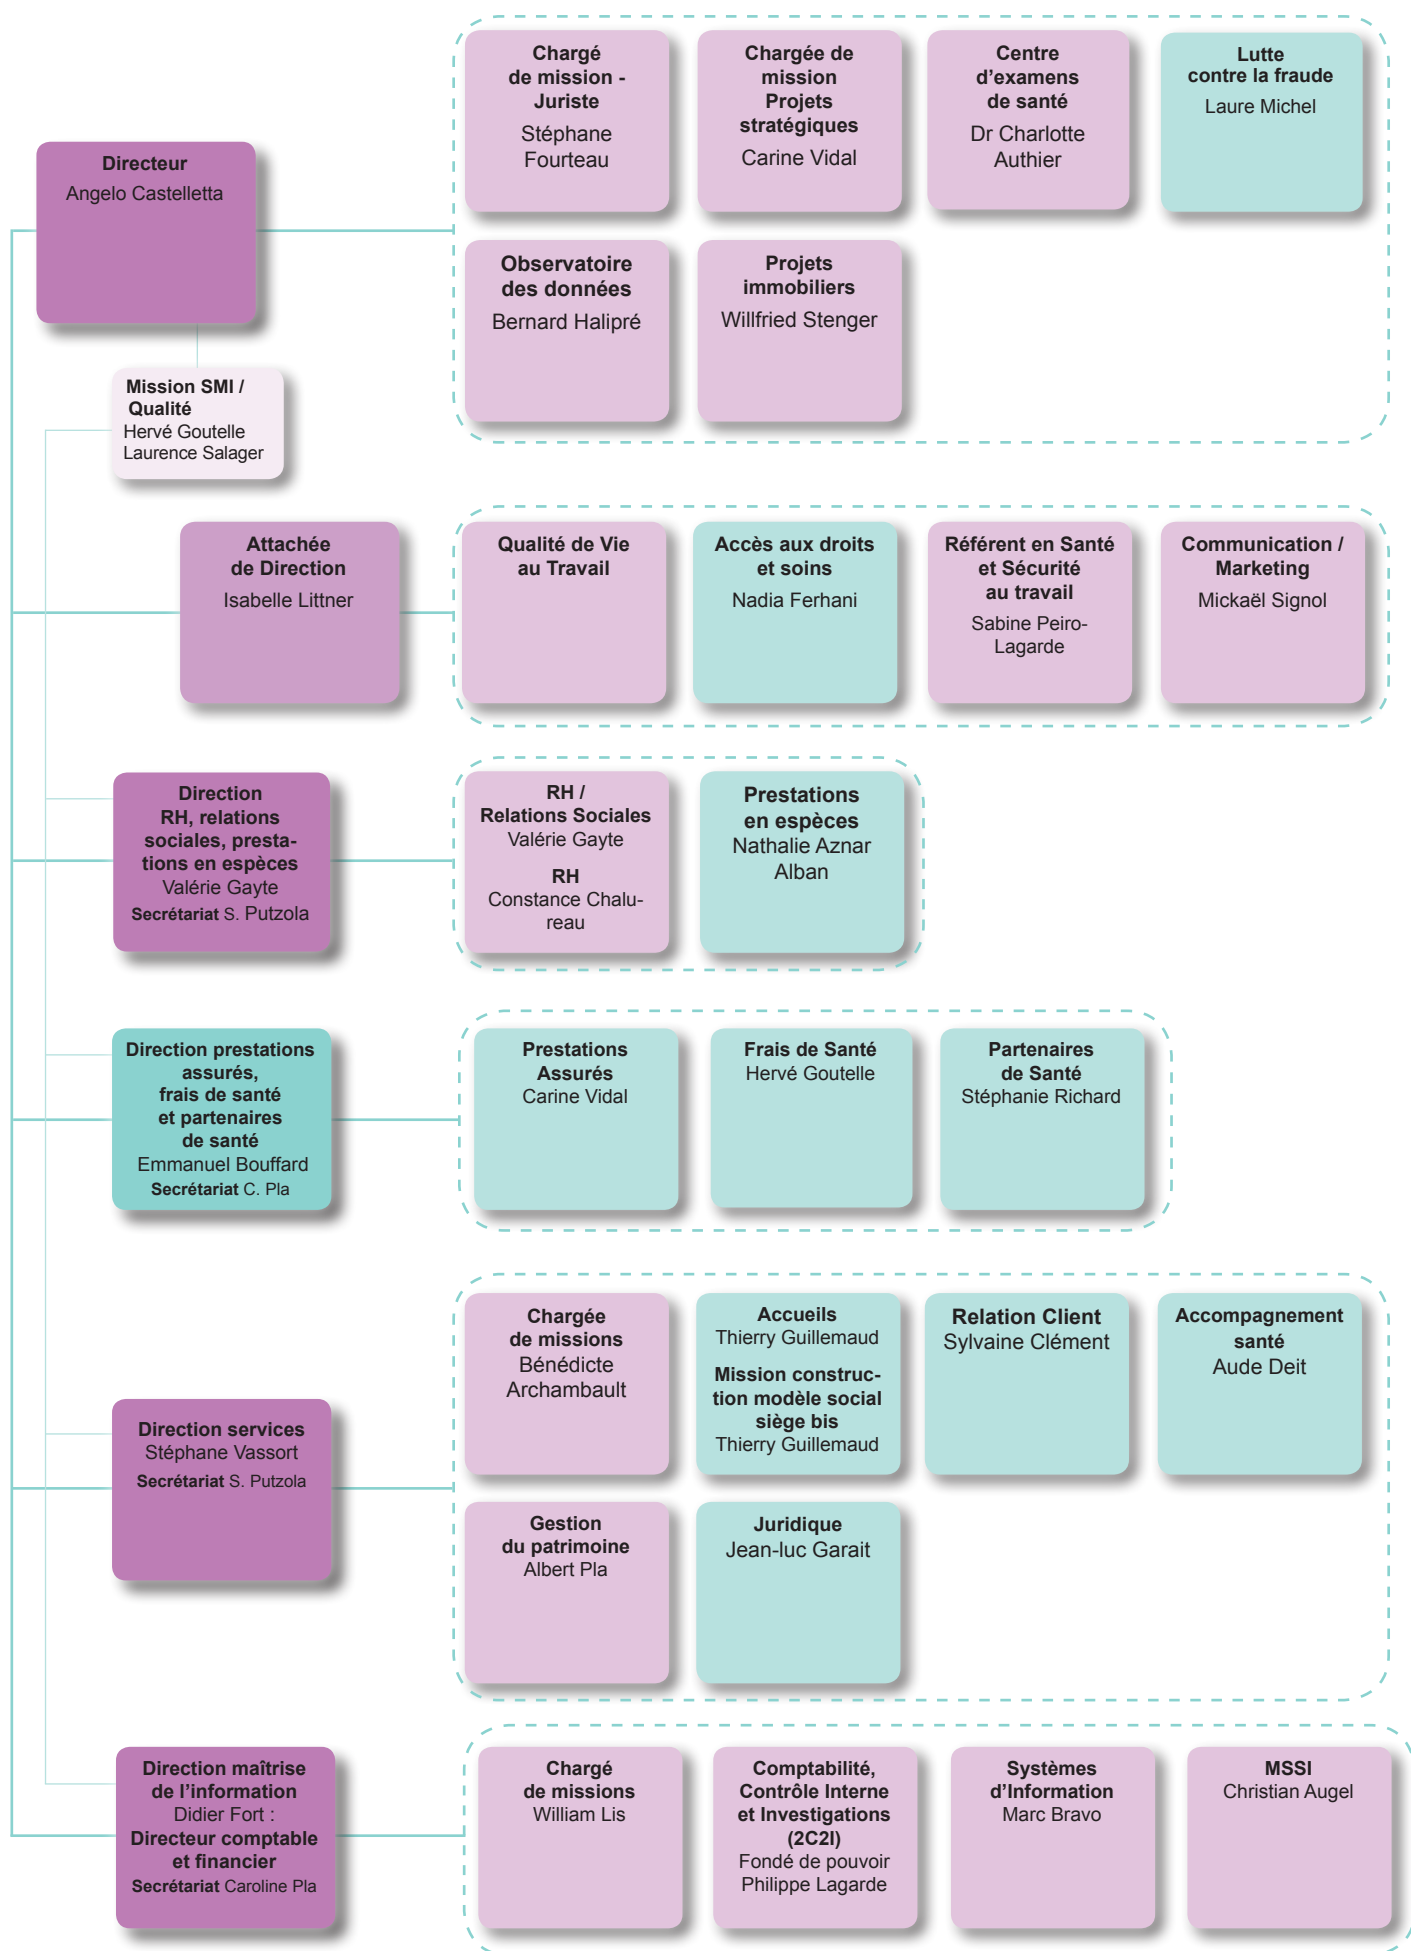 Chargé
de mission -
Juriste
Stéphane
Fourteau
Chargée de
mission
Projets
stratégiques
Carine Vidal
Centre
d'examens
de santé
Dr Charlotte
Authier
Lutte
contre la fraude
Laure Michel
Directeur
Angelo Castelletta
Observatoire
des données
Bernard Halipré
Projets
immobiliers
Willfried Stenger
Mission SMI /
Qualité
Hervé Goutelle
Laurence Salager
Attachée
de Direction
Isabelle Littner
Qualité de Vie
au Travail
Accès aux droits
et soins
Nadia Ferhani
Référent en Santé
et Sécurité
au travail
Sabine Peiro-
Lagarde
Communication /
Marketing
Mickaël Signol
Direction
RH, relations
sociales, presta-
tions en espèces
Valérie Gayte
Secrétariat S. Putzola
RH /
Relations Sociales
Valérie Gayte
RH
Constance Chalu-
reau
Prestations
en espèces
Nathalie Aznar
Alban
Direction prestations
assurés,
frais de santé
et partenaires
de santé
Emmanuel Bouffard
Secrétariat C. Pla
Prestations
Assurés
Carine Vidal
Frais de Santé
Hervé Goutelle
Partenaires
de Santé
Stéphanie Richard
Direction services
Stéphane Vassort
Secrétariat S. Putzola
Chargée
de missions
Bénédicte
Archambault
Accueils
Thierry Guillemaud
Mission construc-
tion modèle social
siège bis
Thierry Guillemaud
Relation Client
Sylvaine Clément
Accompagnement
santé
Aude Deit
Gestion
du patrimoine
Albert Pla
Juridique
Jean-luc Garait
Direction maîtrise
de l'information
Didier Fort :
Directeur comptable
et financier
Secrétariat Caroline Pla
Chargé
de missions
William Lis
Comptabilité,
Contrôle Interne
et Investigations
(2C2I)
Fondé de pouvoir
Philippe Lagarde
Systèmes
d'Information
Marc Bravo
MSSI
Christian Augel